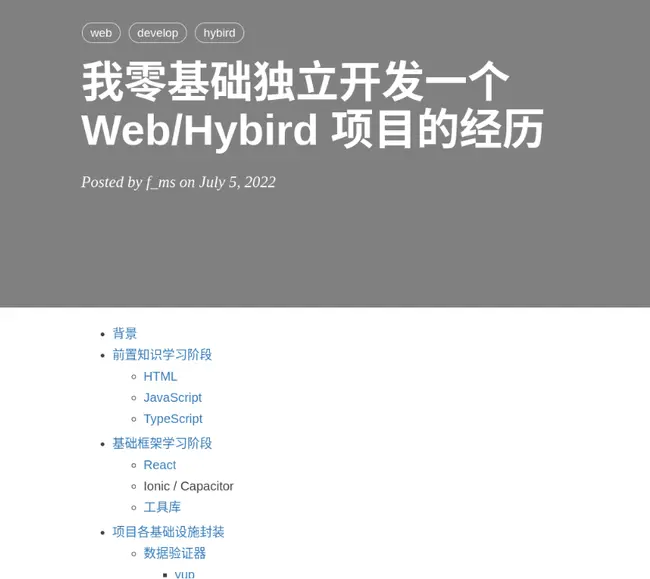 web develop hybird
我零基础独立开发一个
Web/Hybird 项目的经历
Posted by f_ms on July 5, 2022
背景
前置知识学习阶段
HTML
JavaScript
TypeScript
基础框架学习阶段
React
Ionic / Capacitor
工具库
项目各基础设施封装
数据验证器
yup